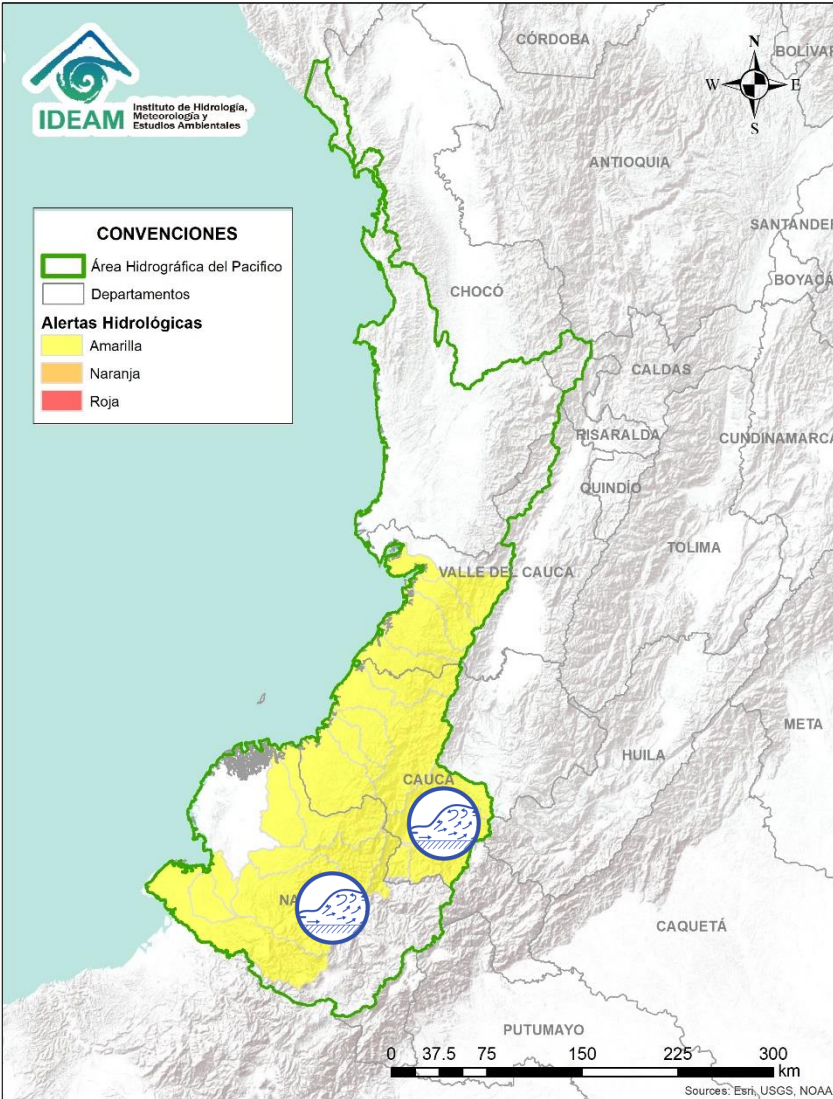 IDEAM
Instituto de Hidrología,
Meteorología y
Estudios Ambientales
CÓRDOBA
BOLÍVAR
N
W
E
S
ANTIOQUIA
SANTANDER
BOYACÁ
CONVENCIONES
Área Hidrográfica del Pacifico
Departamentos
Alertas Hidrológicas
Amarilla
Naranja
Roja
CHOCÓ
CALDAS
RISARALDA
CUNDINAMARCA
QUINDÍO
TOLIMA
VALLE DEL CAUCA
META
HUILA
CAUCA
NA
CAQUETÁ
PUTUMAYO
0 37.5 75 150 225 300
km
Sources: Esri, USGS, NOAA